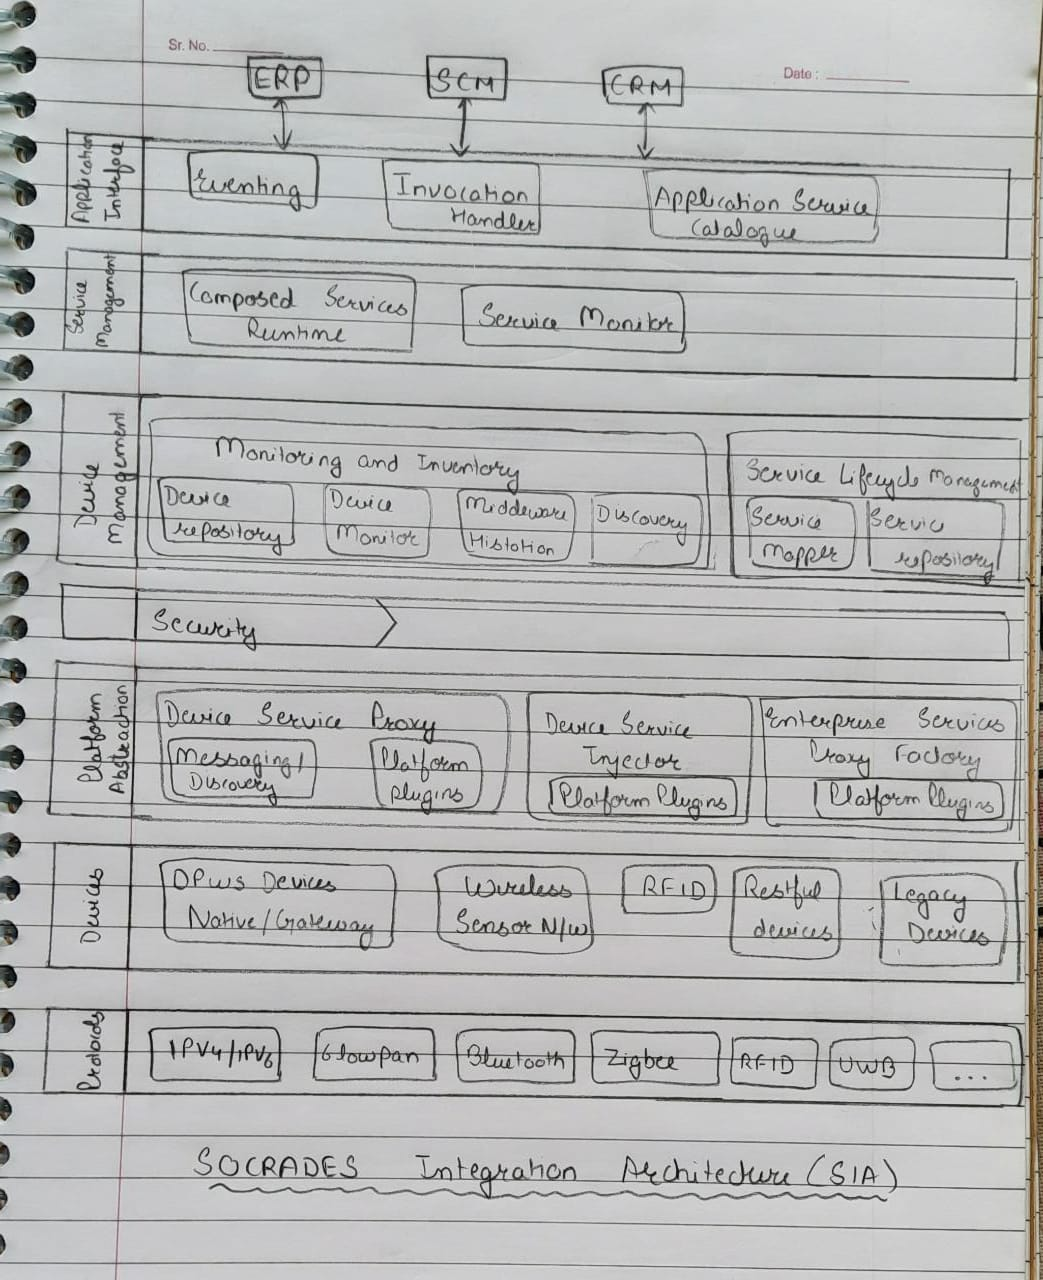 Sr. No.
Date :
ERP
SCM
CRM
Application
Interface
Eventing
Invocation
Handler
Application Service
Catalogue
Service
Management
Composed Services
Runtime
Service Monitor
Device
Management
Monitoring and Inventory
Device
repository
Device
Monitor
Middeware
Histotion
Discovery
Service Lifecycle Management
Service
Mapper
Servic
repository
Security
Platform
Abstraction
Device Service Proxy
Messaging/
Discovery
Platform
plugins
Device Service
Injector
Platform Plugins
Enterprise Services
Proxy Factory
Platform Plugins
Devices
DPWS Devices
Native/Gateway
Wireless
Sensor N/W
RFID
Restful
devices
Legacy
Devices
Protocols
IPV4/IPV6
6lowpan
Bluetooth
Zigbee
RFID
UWB
...
SOCRADES Integration Architecture (SIA)